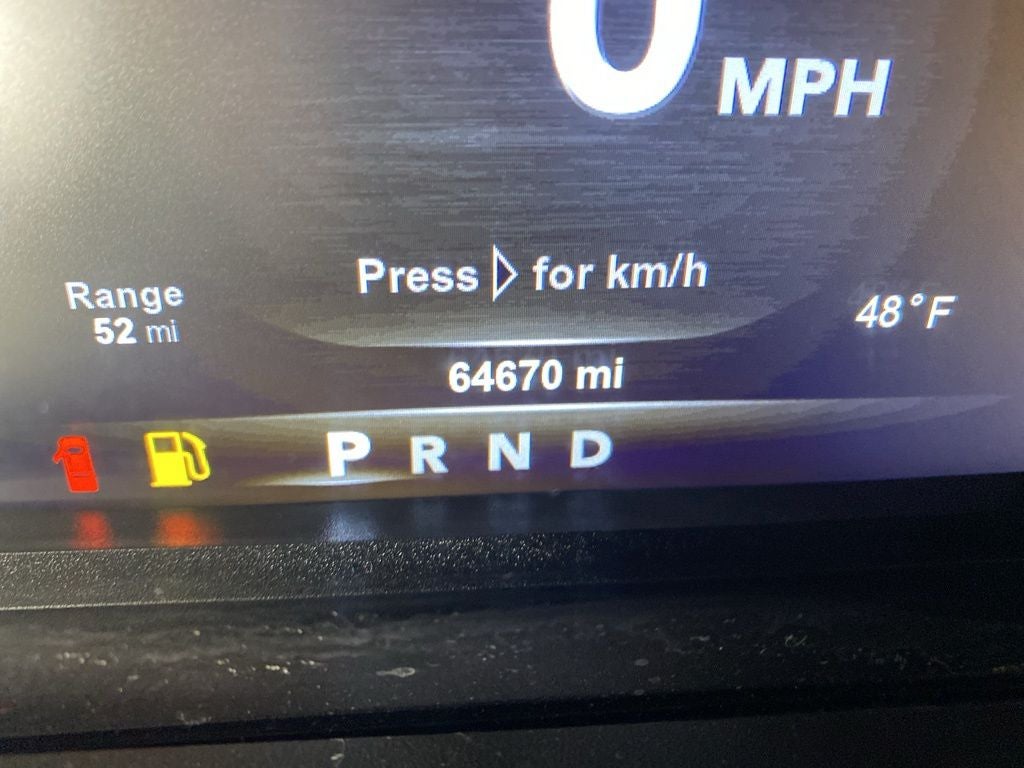 0 MPH
Press for km/h
Range
52 mi
48°F
64670 mi
P R N D